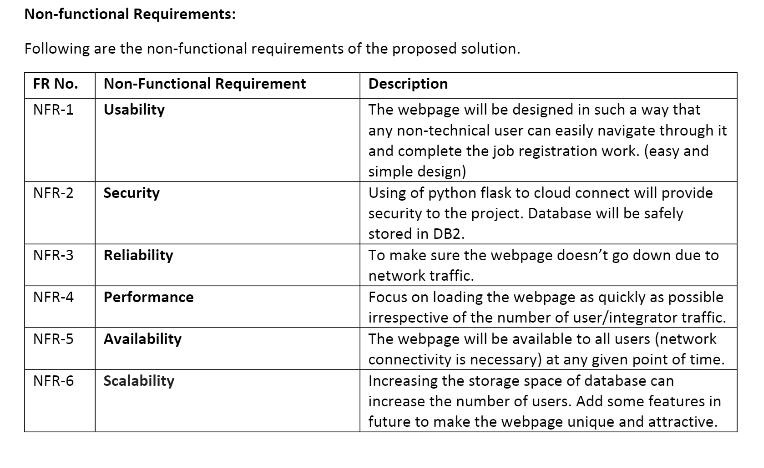 Non-functional Requirements:
Following are the non-functional requirements of the proposed solution.
FR No. Non-Functional Requirement Description
NFR-1 Usability The webpage will be designed in such a way that
any non-technical user can easily navigate through it
and complete the job registration work. (easy and
simple design)
NFR-2 Security Using of python flask to cloud connect will provide
security to the project. Database will be safely
stored in DB2.
NFR-3 Reliability To make sure the webpage doesn’t go down due to
network traffic.
NFR-4 Performance Focus on loading the webpage as quickly as possible
irrespective of the number of user/integrator traffic.
NFR-5 Availability The webpage will be available to all users (network
connectivity is necessary) at any given point of time.
NFR-6 Scalability Increasing the storage space of database can
increase the number of users. Add some features in
future to make the webpage unique and attractive.